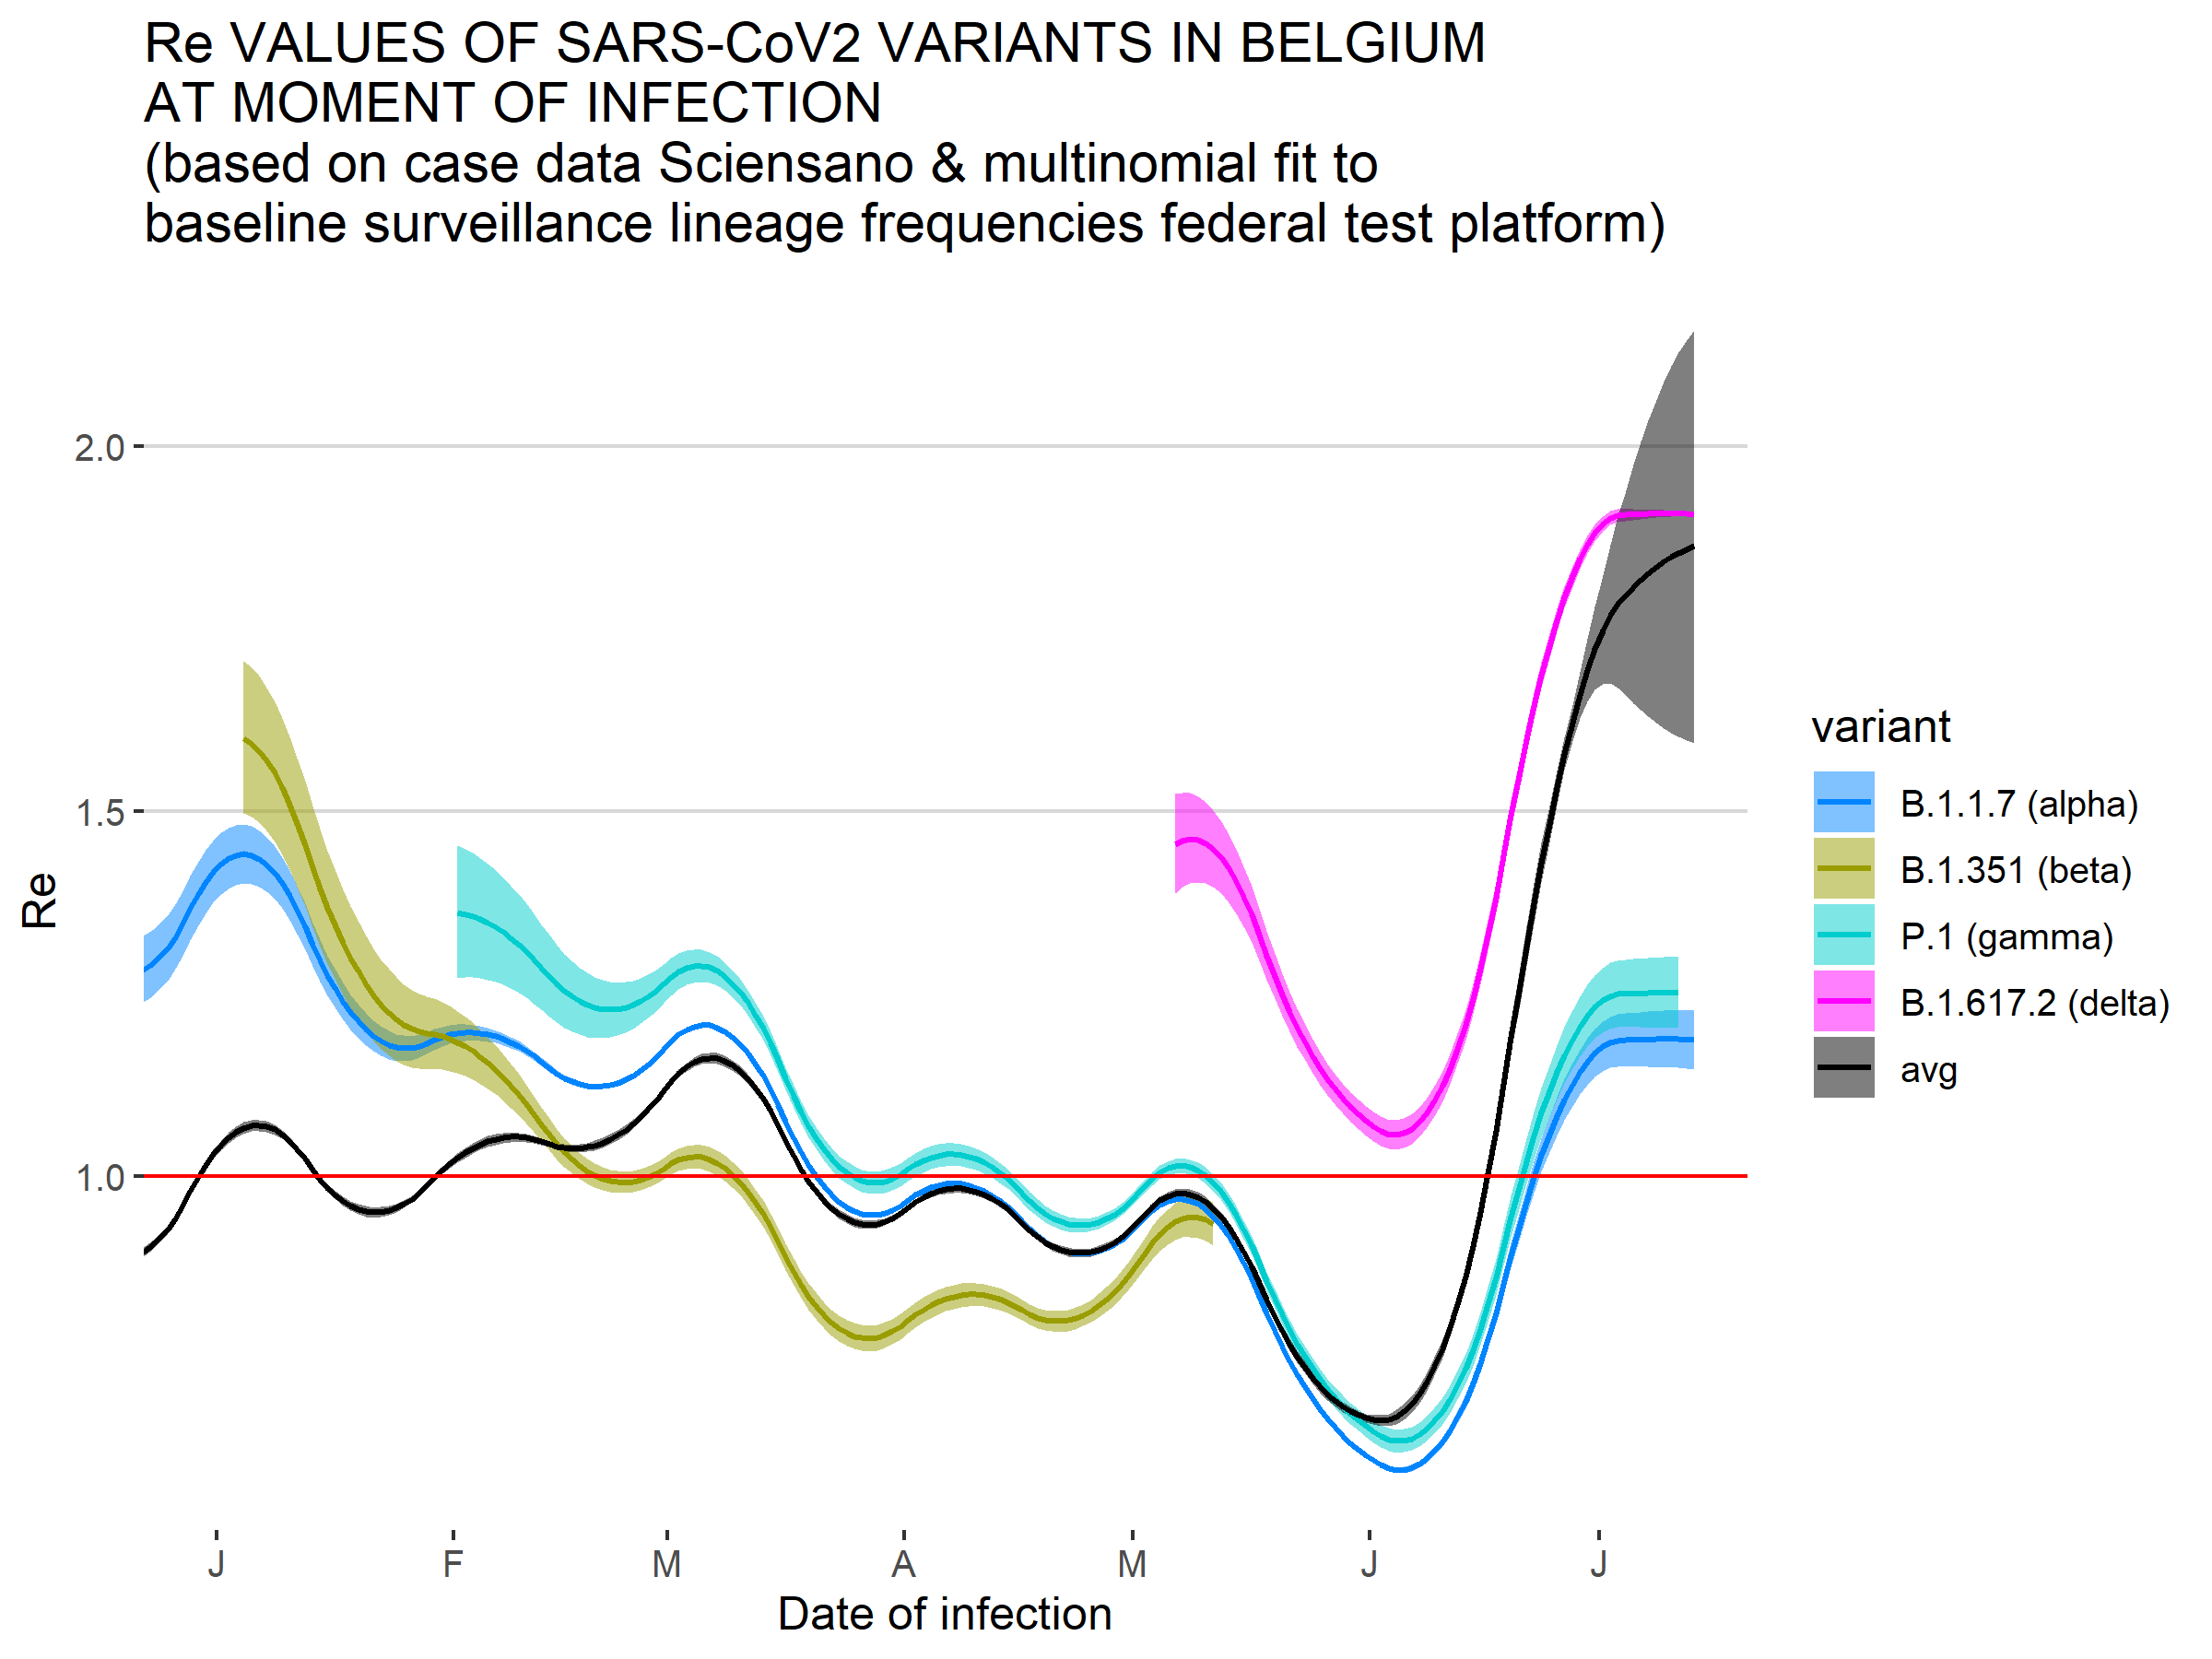 Re VALUES OF SARS-CoV2 VARIANTS IN BELGIUM
AT MOMENT OF INFECTION
(based on case data Sciensano & multinomial fit to
baseline surveillance lineage frequencies federal test platform)
2.0
1.5
1.0
Re
J F M A M J J
Date of infection
variant
B.1.1.7 (alpha)
B.1.351 (beta)
P.1 (gamma)
B.1.617.2 (delta)
avg